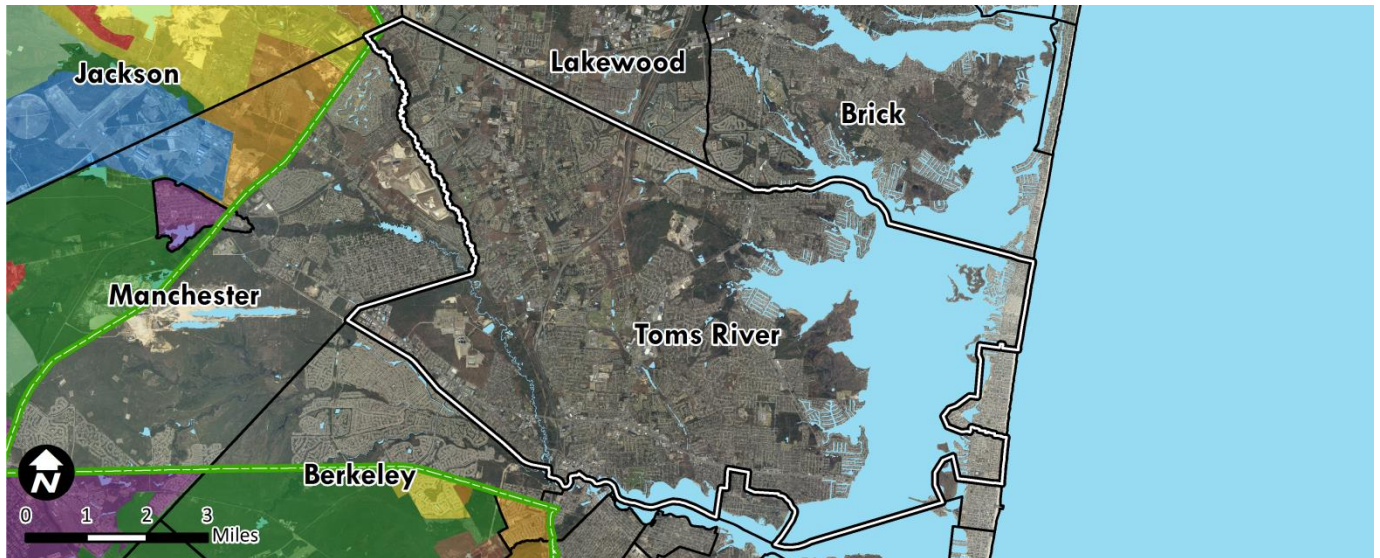 Jackson
Lakewood
Brick
Manchester
Toms River
Berkeley
N
0 1 2 3
Miles